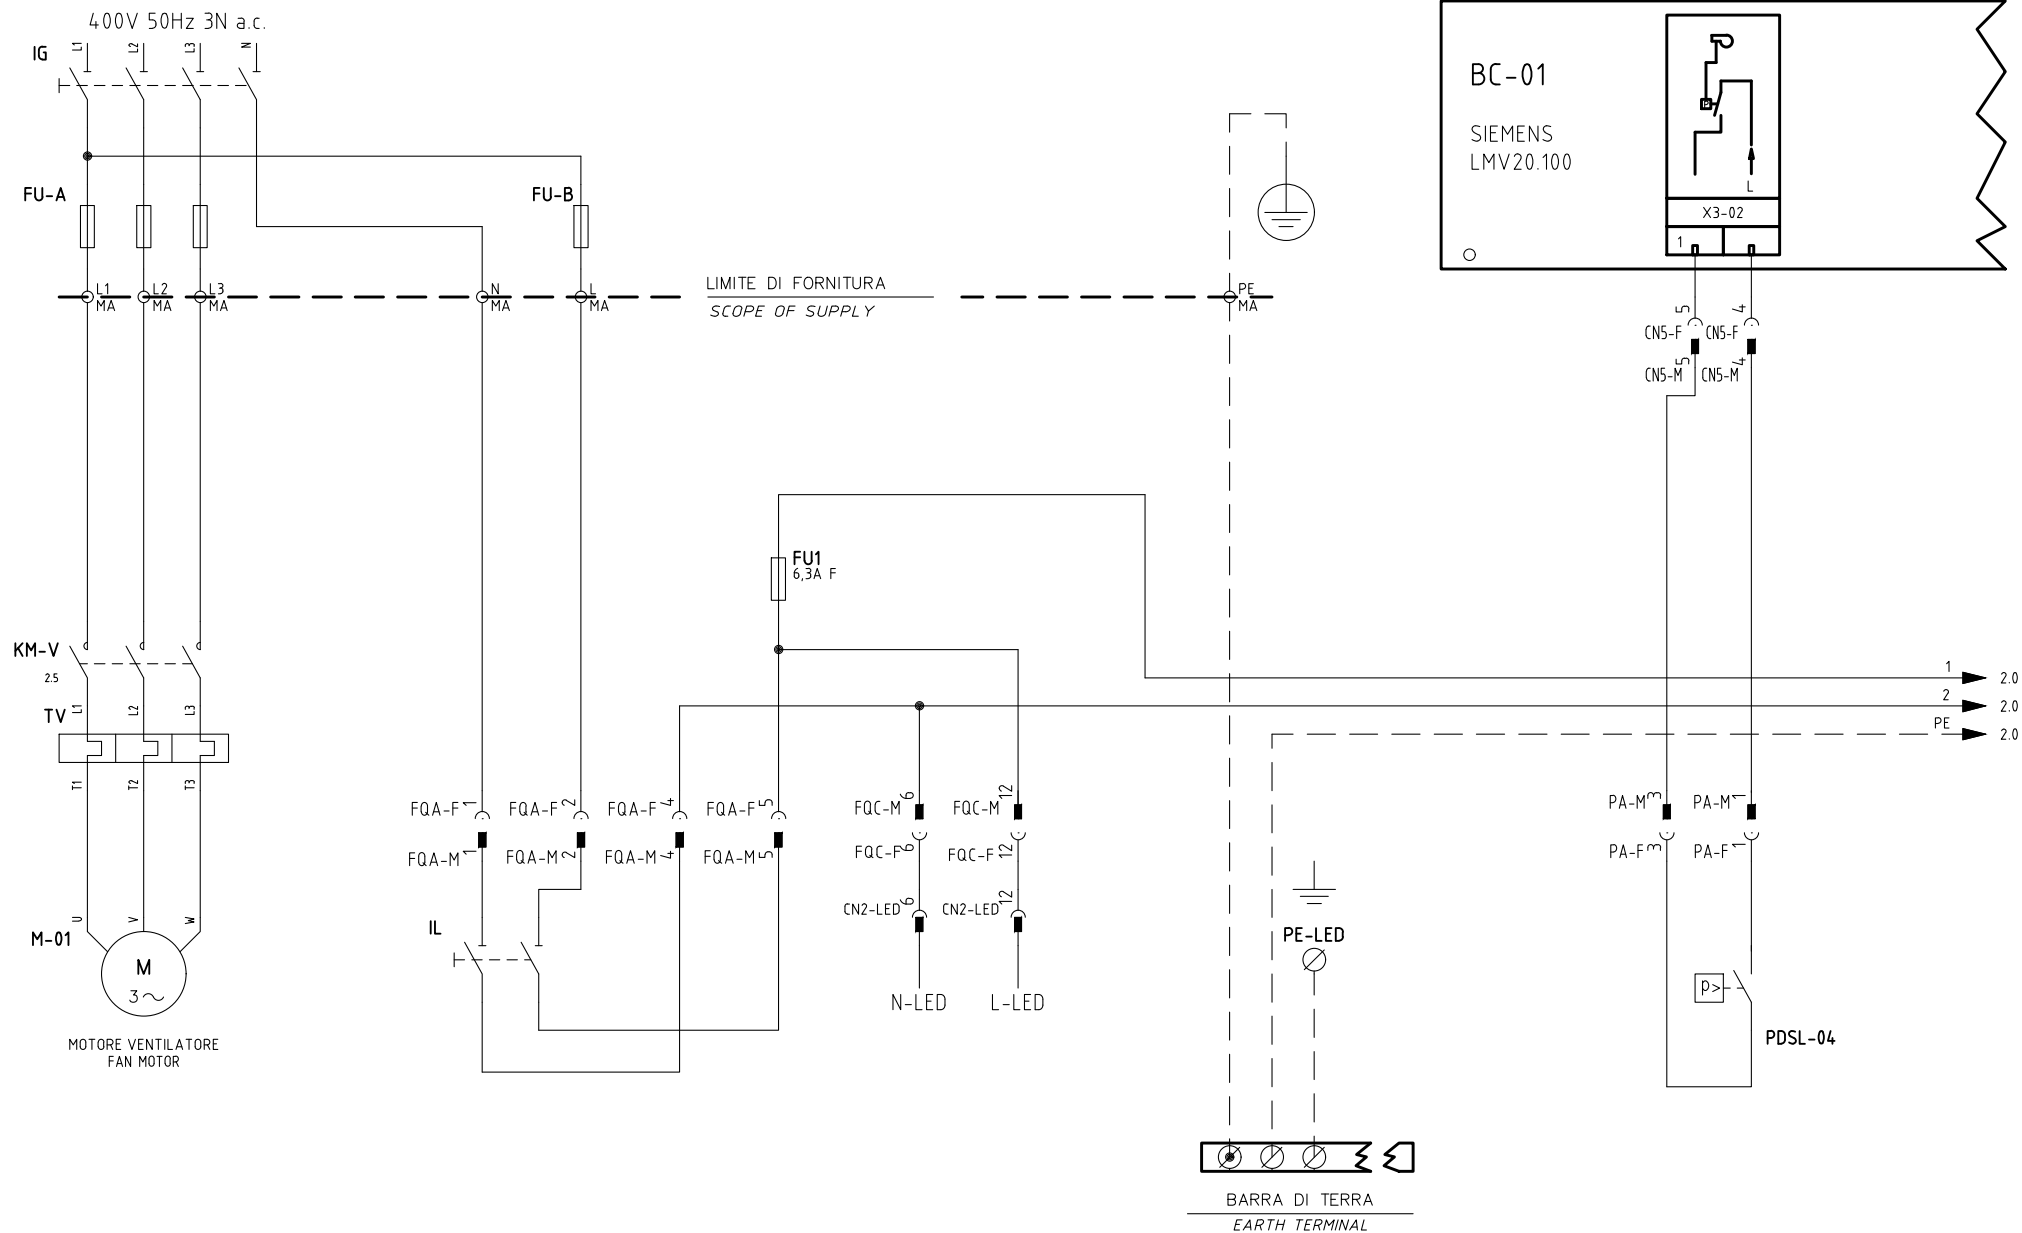 400V 50Hz 3N a.c.
IG
L1
L2
L3
N
FU-A
FU-B
L1
MA
L2
MA
L3
MA
N
MA
L
MA
LIMITE DI FORNITURA
SCOPE OF SUPPLY
PE
MA
BC-01
SIEMENS
LMV20.100
P
L
X3-02
1
5
4
CN5-F
CN5-F
5
4
CN5-M
CN5-M
FU1
6,3A F
KM-V
2.5
TV
L1
L2
L3
T1
T2
T3
U
V
W
M-01
M
3~
MOTORE VENTILATORE
FAN MOTOR
1
2.0
2
2.0
PE
2.0
FQA-F 1
FQA-F 2
FQA-F 4
FQA-F 5
FQA-M 1
FQA-M 2
FQA-M 4
FQA-M 5
FQC-M 6
FQC-M 12
FQC-F 6
FQC-F 12
CN2-LED 6
CN2-LED 12
N-LED
L-LED
IL
PE-LED
PA-M 3
PA-M 1
PA-F 3
PA-F 1
p>
PDSL-04
BARRA DI TERRA
EARTH TERMINAL